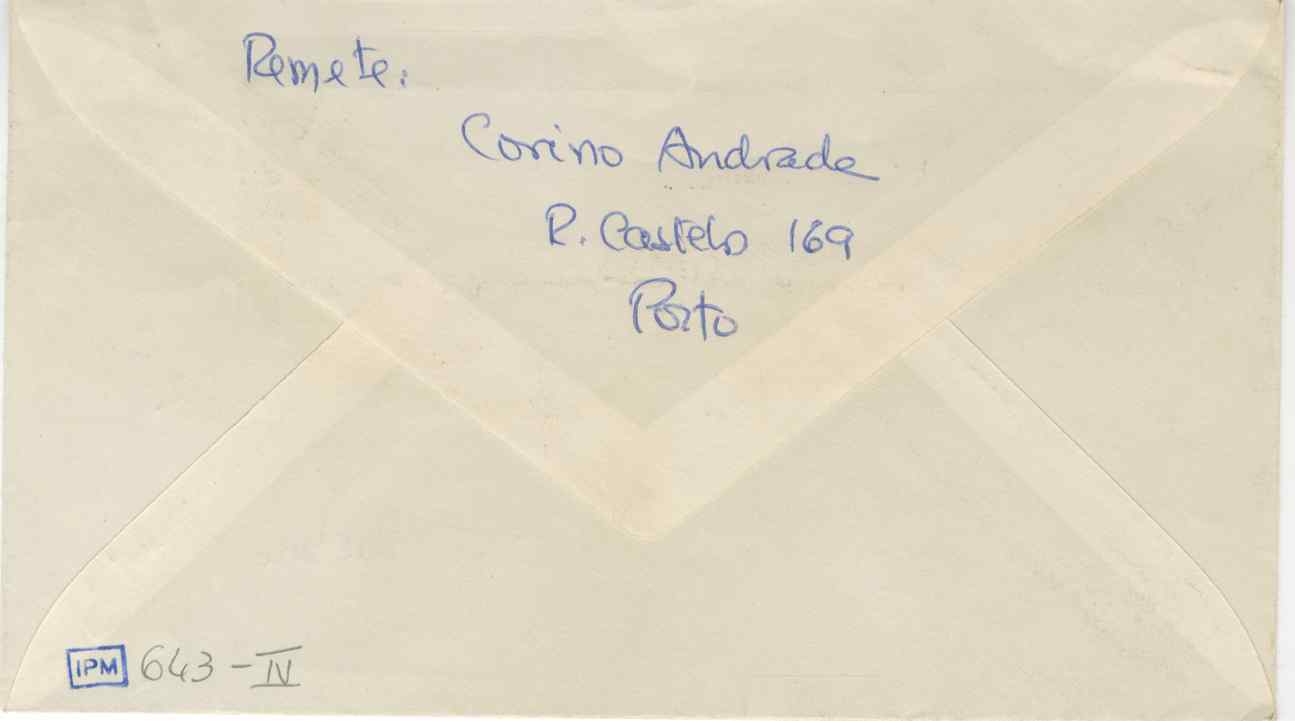 Remete:
Corino Andrade
R. Castelo 169
Porto
IPM 643-IV